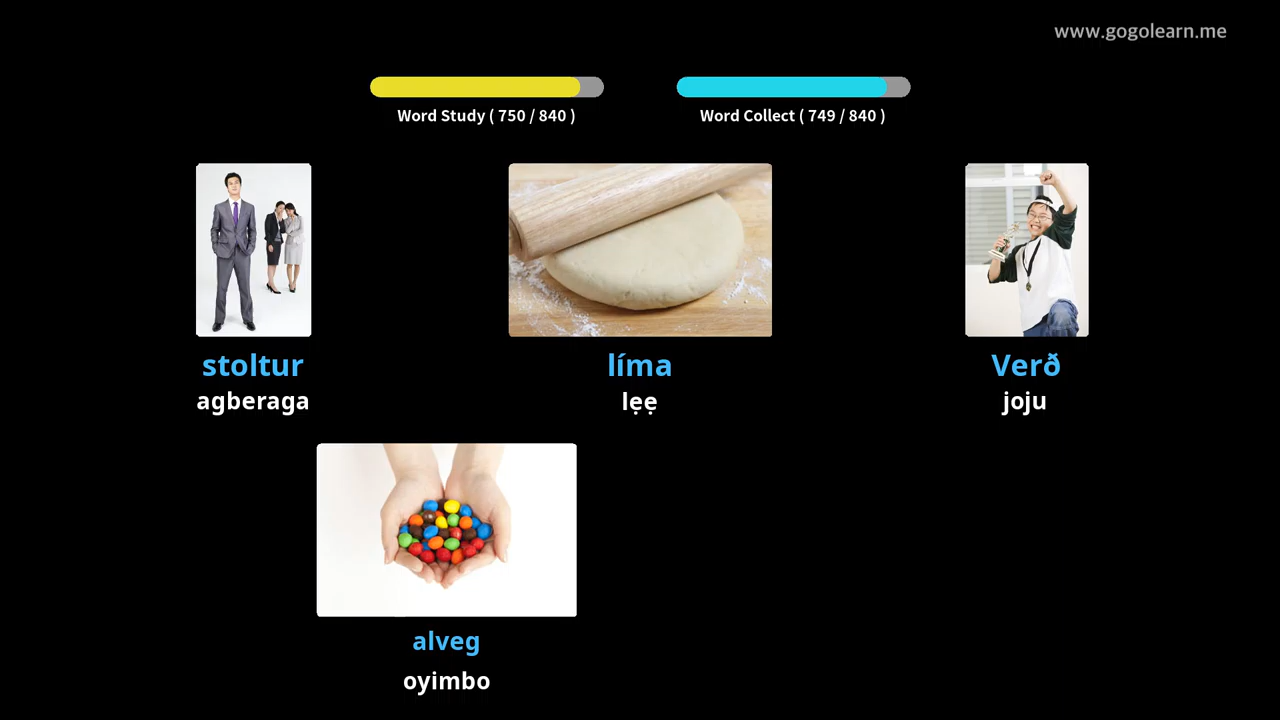 www.gogolearn.me
Word Study ( 750 / 840 )
Word Collect ( 749 / 840 )
stoltur
agberaga
líma
lẹẹ
Verð
joju
alveg
oyimbo